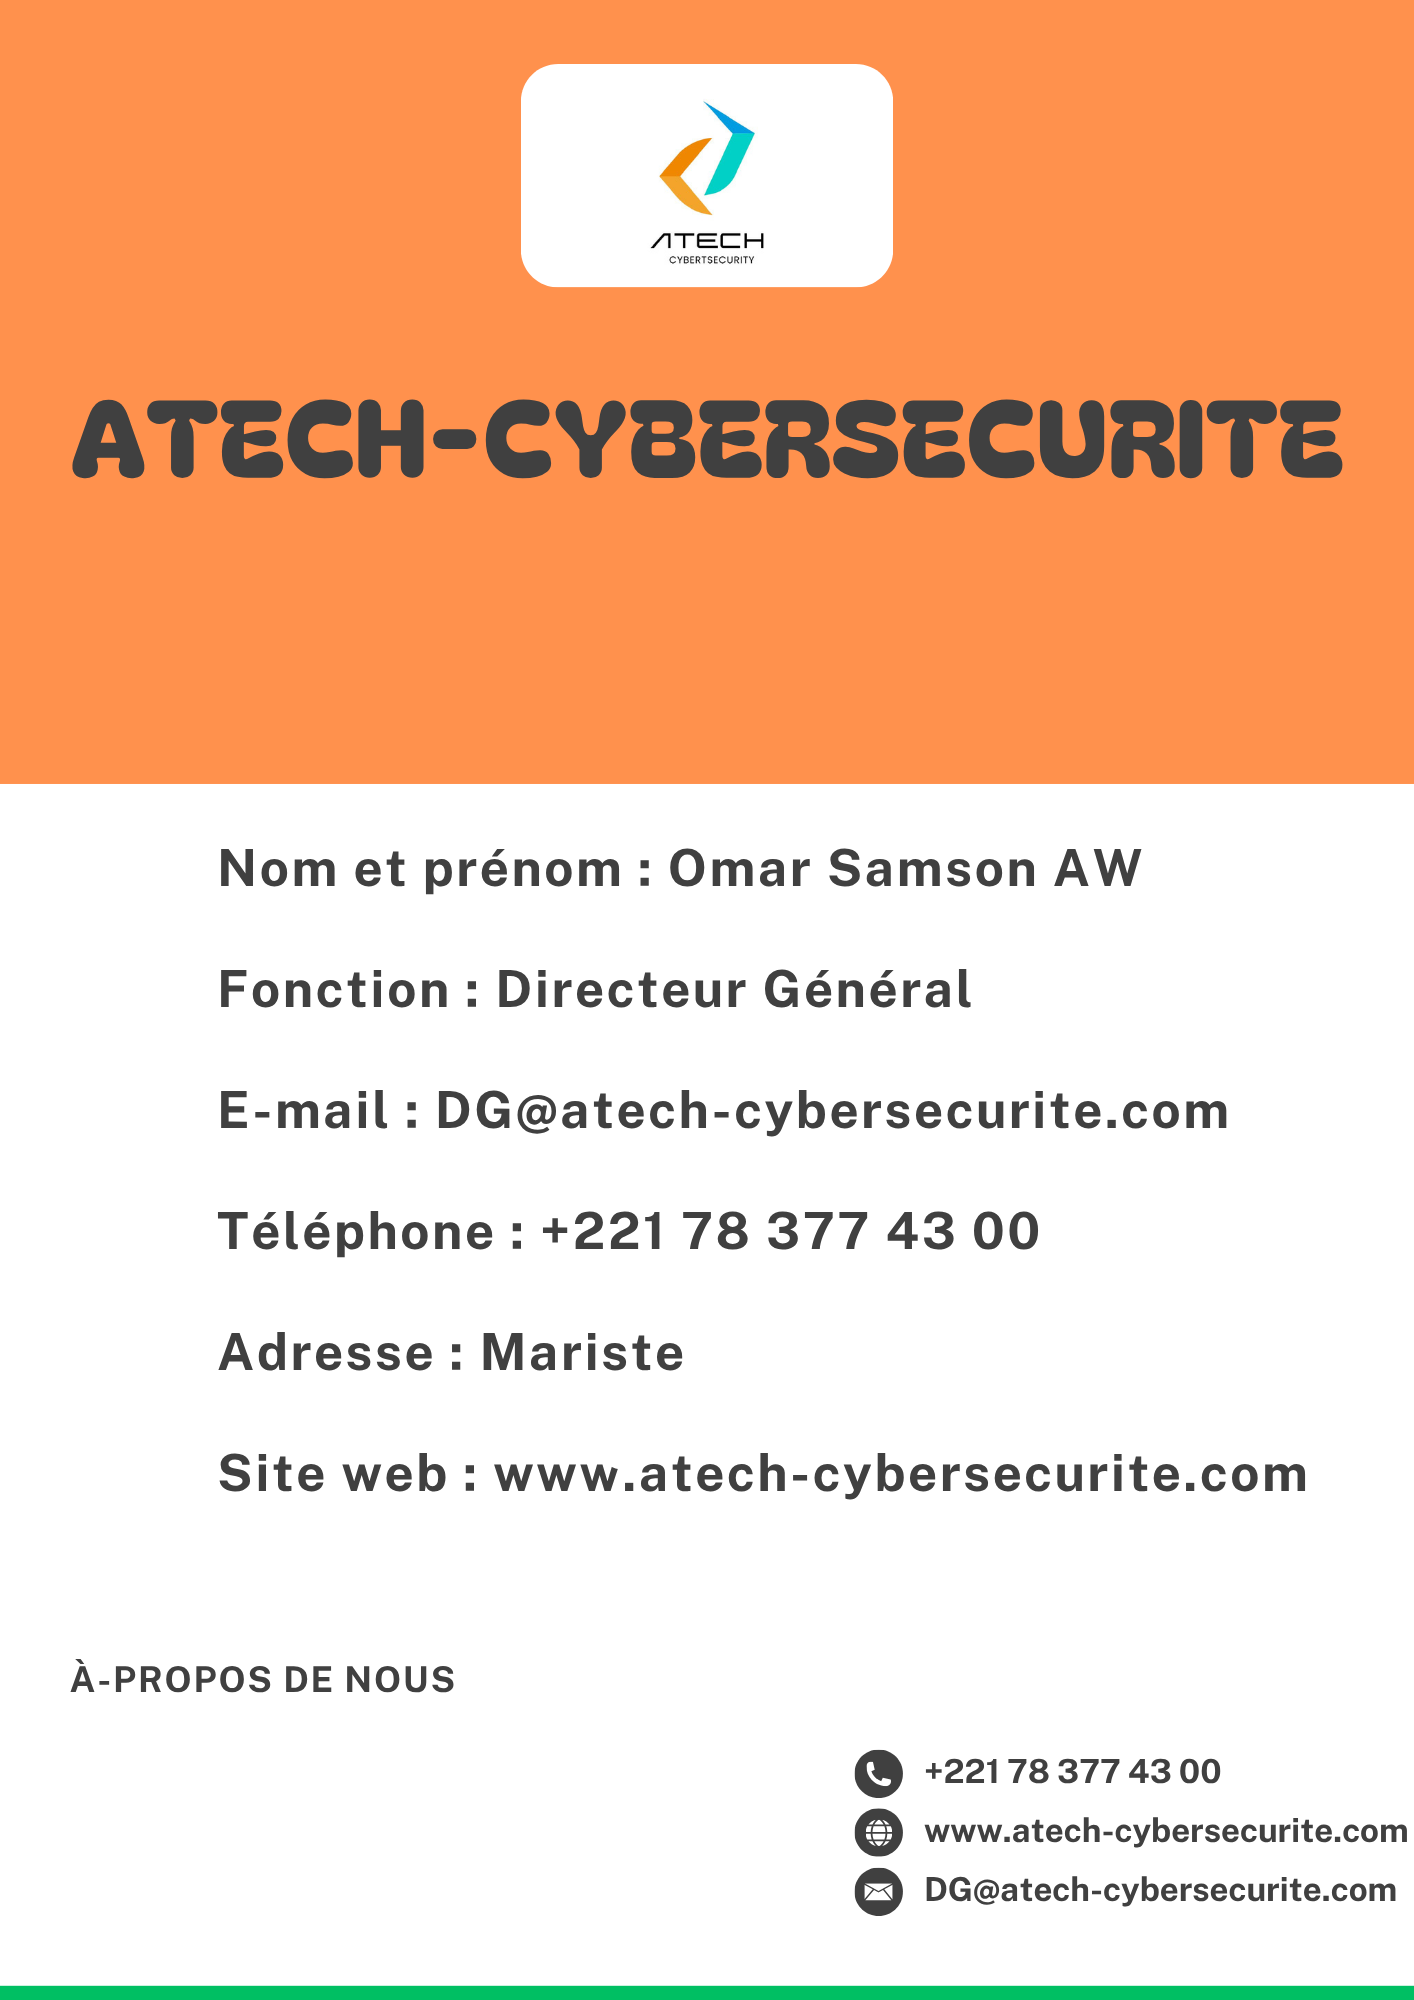 ATECH
CYBERTSECURITY
ATECH-CYBERSECURITE
Nom et prénom : Omar Samson AW
Fonction : Directeur Général
E-mail : DG@atech-cybersecurite.com
Téléphone : +221 78 377 43 00
Adresse : Mariste
Site web : www.atech-cybersecurite.com
À-PROPOS DE NOUS
+221 78 377 43 00
www.atech-cybersecurite.com
DG@atech-cybersecurite.com